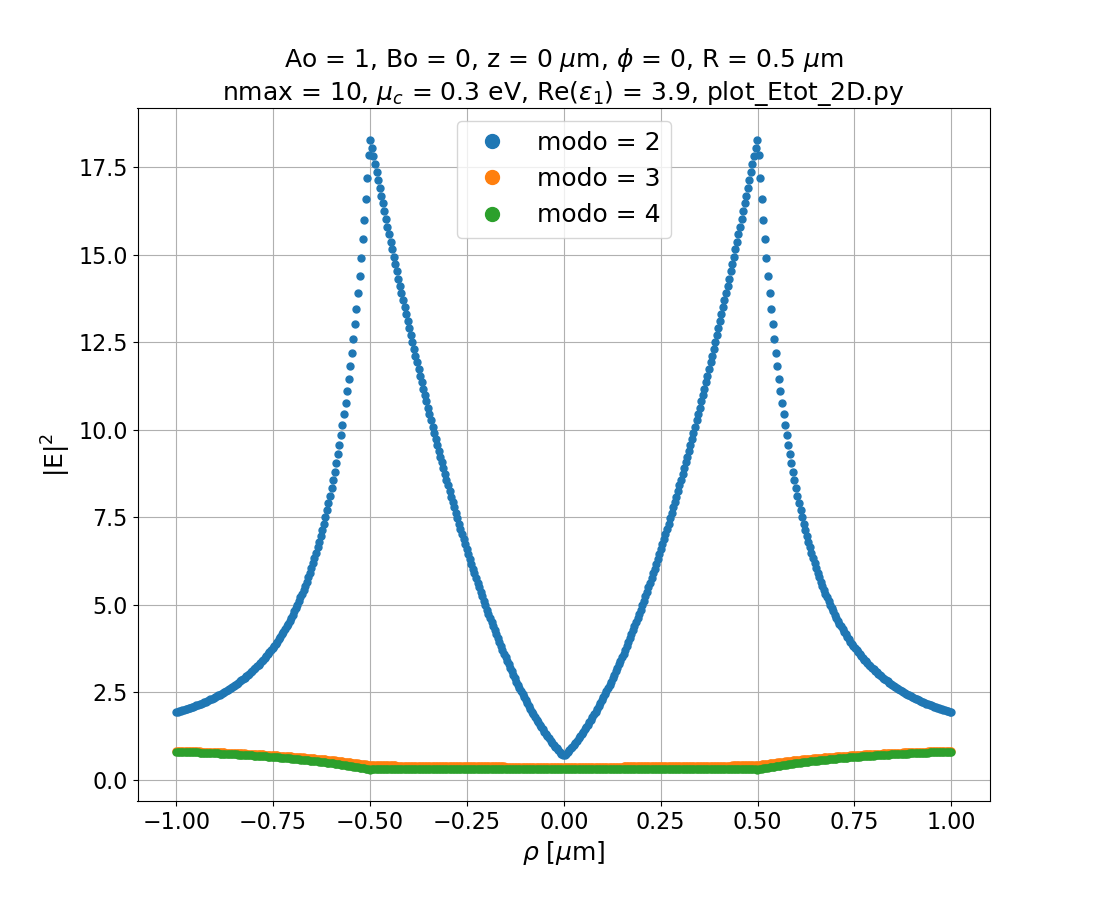 Ao = 1, Bo = 0, z = 0 μm, ϕ = 0, R = 0.5 μm
nmax = 10, μ_c = 0.3 eV, Re(ε₁) = 3.9, plot_Etot_2D.py
modo = 2
modo = 3
modo = 4
|E|²
17.5
15.0
12.5
10.0
7.5
5.0
2.5
0.0
−1.00 −0.75 −0.50 −0.25 0.00 0.25 0.50 0.75 1.00
ρ [μm]